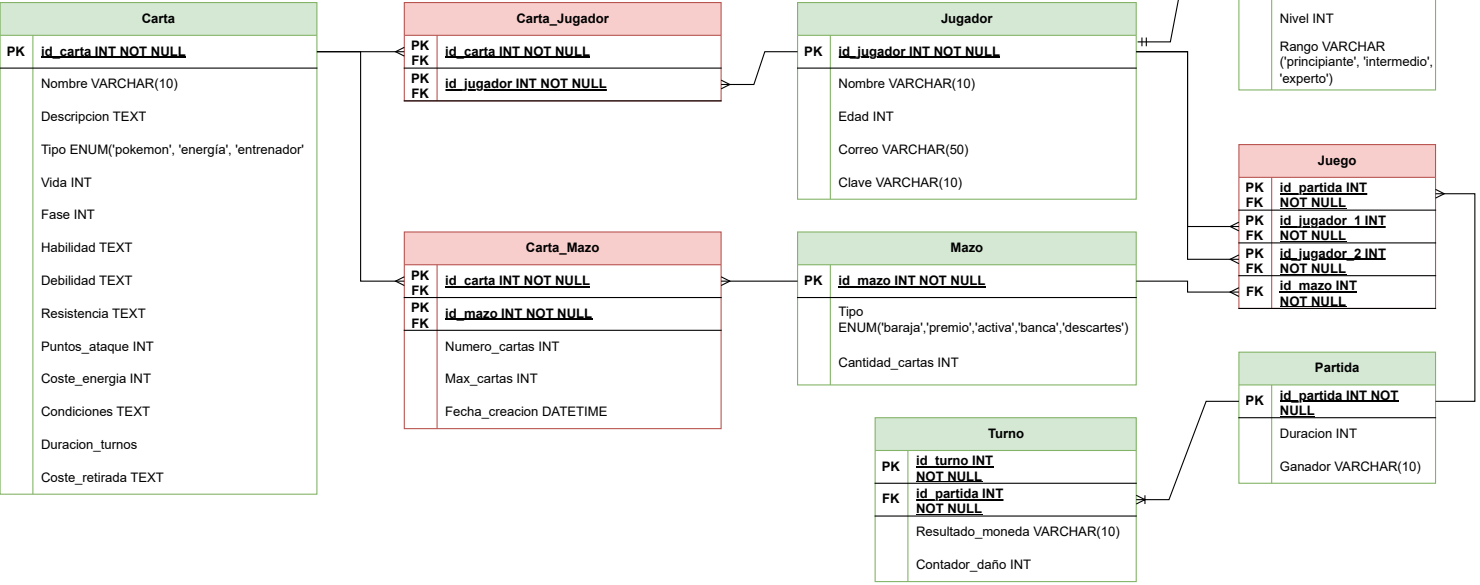 Carta
PK id_carta INT NOT NULL
Nombre VARCHAR(10)
Descripcion TEXT
Tipo ENUM('pokemon', 'energía', 'entrenador'
Vida INT
Fase INT
Habilidad TEXT
Debilidad TEXT
Resistencia TEXT
Puntos_ataque INT
Coste_energia INT
Condiciones TEXT
Duracion_turnos
Coste_retirada TEXT
Carta_Jugador
PK
FK
id_carta INT NOT NULL
PK
FK
id_jugador INT NOT NULL
Carta_Mazo
PK
FK
id_carta INT NOT NULL
PK
FK
id_mazo INT NOT NULL
Numero_cartas INT
Max_cartas INT
Fecha_creacion DATETIME
Jugador
PK id_jugador INT NOT NULL
Nombre VARCHAR(10)
Edad INT
Correo VARCHAR(50)
Clave VARCHAR(10)
Mazo
PK id_mazo INT NOT NULL
Tipo
ENUM('baraja','premio','activa','banca','descartes')
Cantidad_cartas INT
Turno
PK
id_turno INT
NOT NULL
FK
id_partida INT
NOT NULL
Resultado_moneda VARCHAR(10)
Contador_daño INT
Nivel INT
Rango VARCHAR
('principiante', 'intermedio',
'experto')
Juego
PK id_partida INT
FK NOT NULL
PK id_jugador_1 INT
FK NOT NULL
PK id_jugador_2 INT
FK NOT NULL
FK
id_mazo INT
NOT NULL
Partida
PK
id_partida INT NOT
NULL
Duracion INT
Ganador VARCHAR(10)